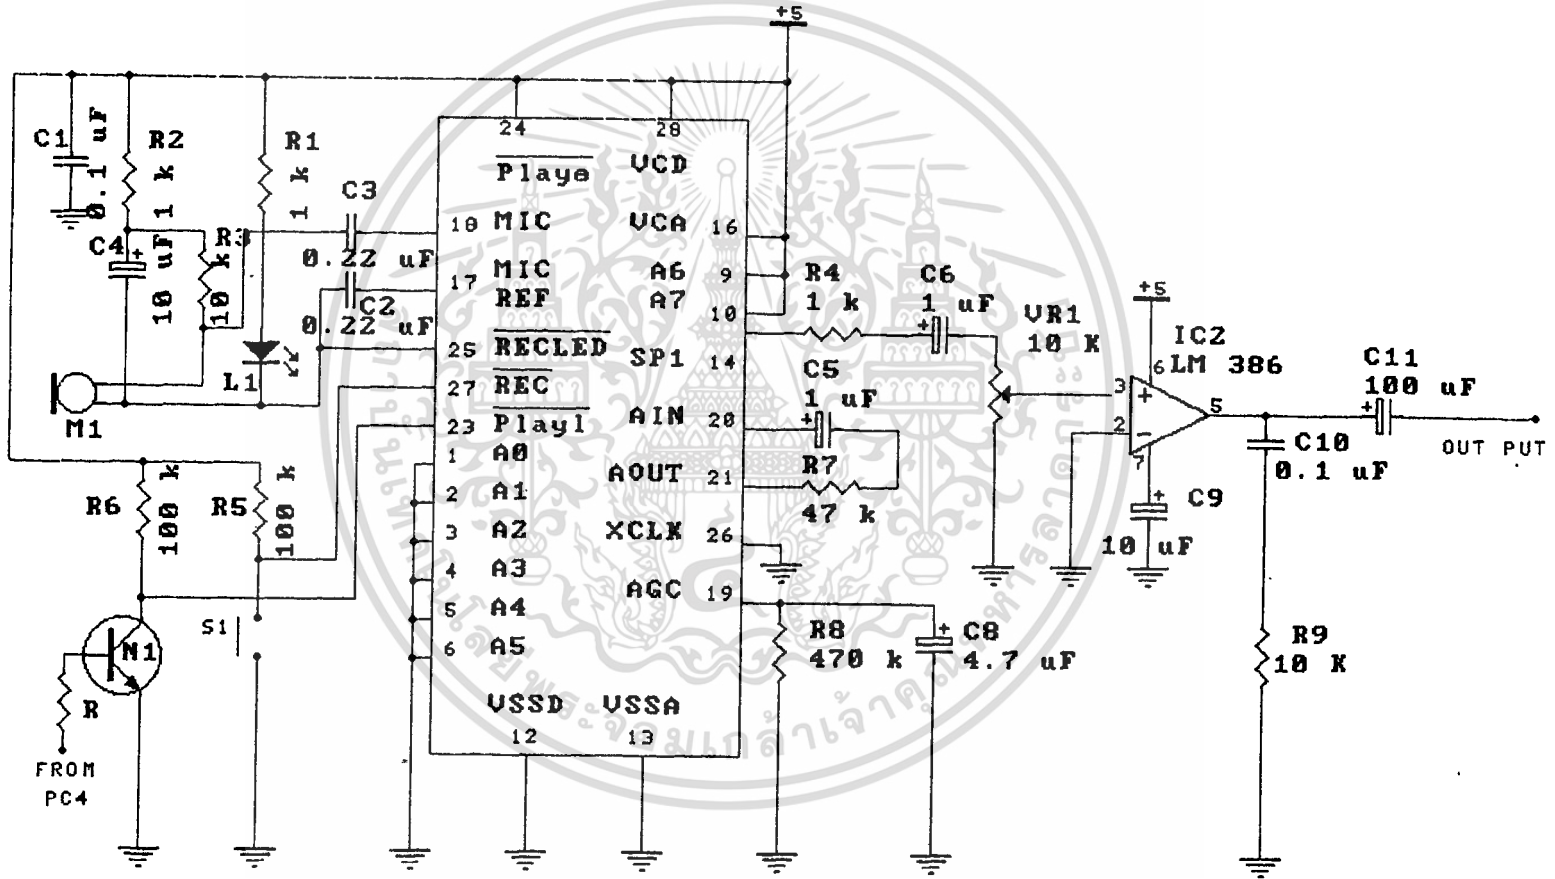 +5
C1
0.1 uF
R2
1 k
R1
1 k
C3
0.22 uF
C4
10 uF
R3
10 k
C2
0.22 uF
L1
M1
R6
100 k
R5
100 k
S1
N1
R
FROM
PC4
24
28
Playe
VCD
18 MIC
VCA 16
17 MIC
REF
A6 9
A7 10
25 RECLED
SP1 14
27 REC
23 Playl
AIN 20
1 A0
AOUT 21
2 A1
3 A2
XCLK 26
4 A3
AGC 19
5 A4
6 A5
VSSD VSSA
12 13
R4
1 k
C6
1 uF
+
VR1
10 K
C5
1 uF
+
R7
47 k
R8
470 k
C8
4.7 uF
+
+5
IC2
LM 386
6
3
+
2
-
5
7
C9
10 uF
+
C10
0.1 uF
C11
100 uF
+
OUT PUT
R9
10 K